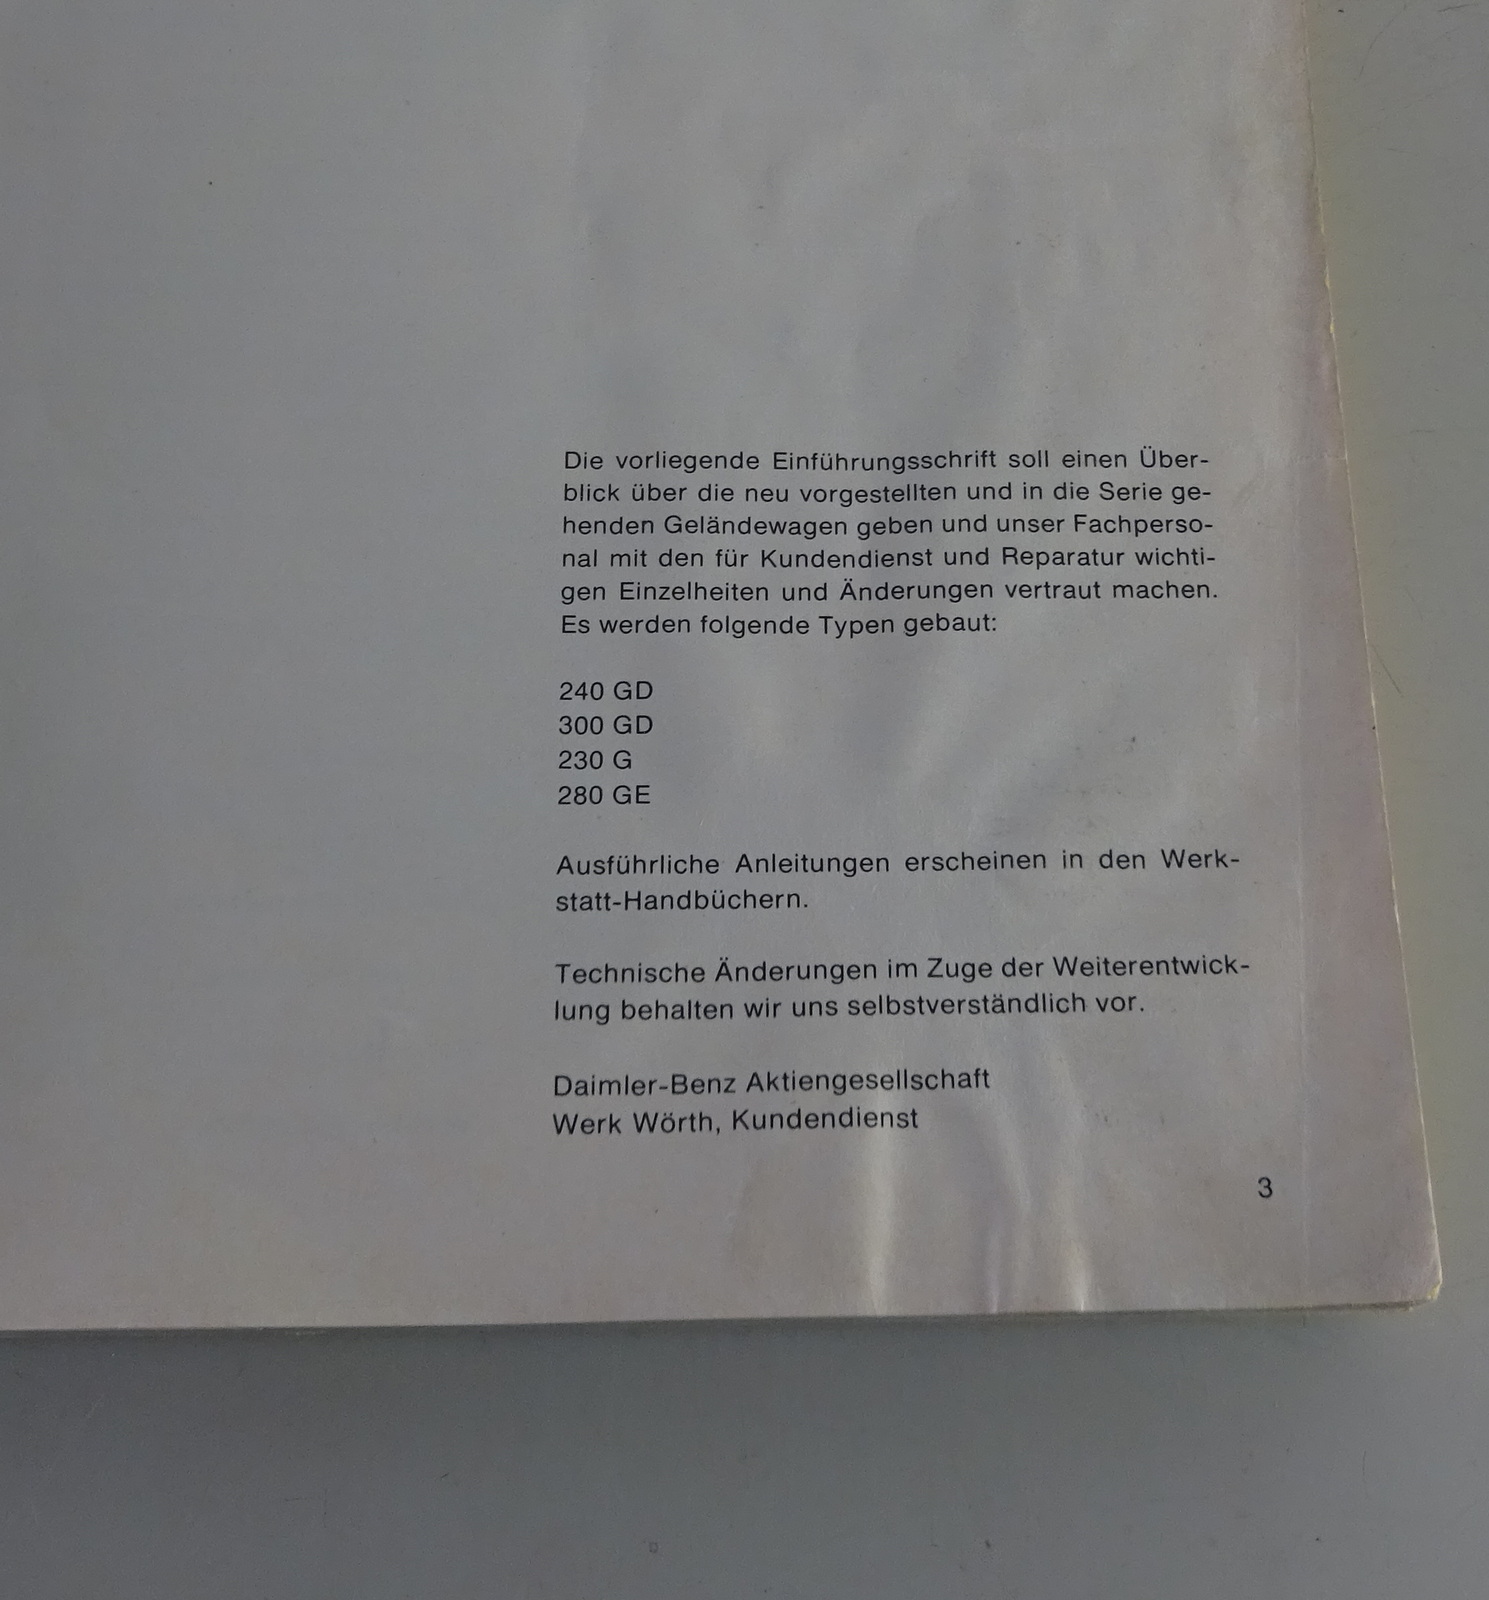 Die vorliegende Einführungsschrift soll einen Über-
blick über die neu vorgestellten und in die Serie ge-
henden Geländewagen geben und unser Fachperso-
nal mit den für Kundendienst und Reparatur wichti-
gen Einzelheiten und Änderungen vertraut machen.
Es werden folgende Typen gebaut:
240 GD
300 GD
230 G
280 GE
Ausführliche Anleitungen erscheinen in den Werk-
statt-Handbüchern.
Technische Änderungen im Zuge der Weiterentwick-
lung behalten wir uns selbstverständlich vor.
Daimler-Benz Aktiengesellschaft
Werk Wörth, Kundendienst
3